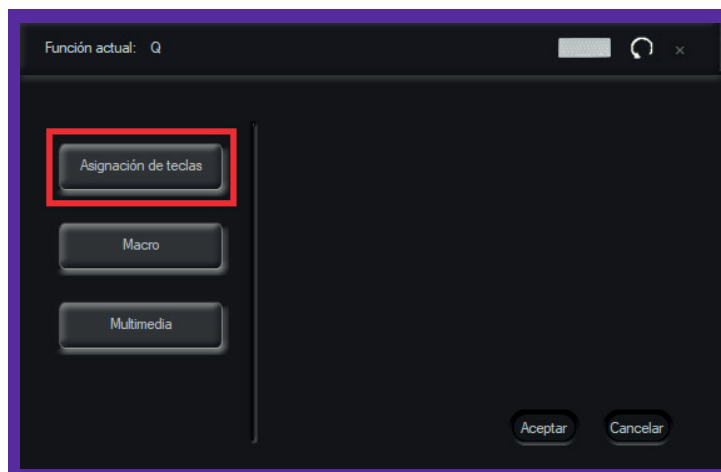 Función actual: Q
Asignación de teclas
Macro
Multimedia
Aceptar Cancelar